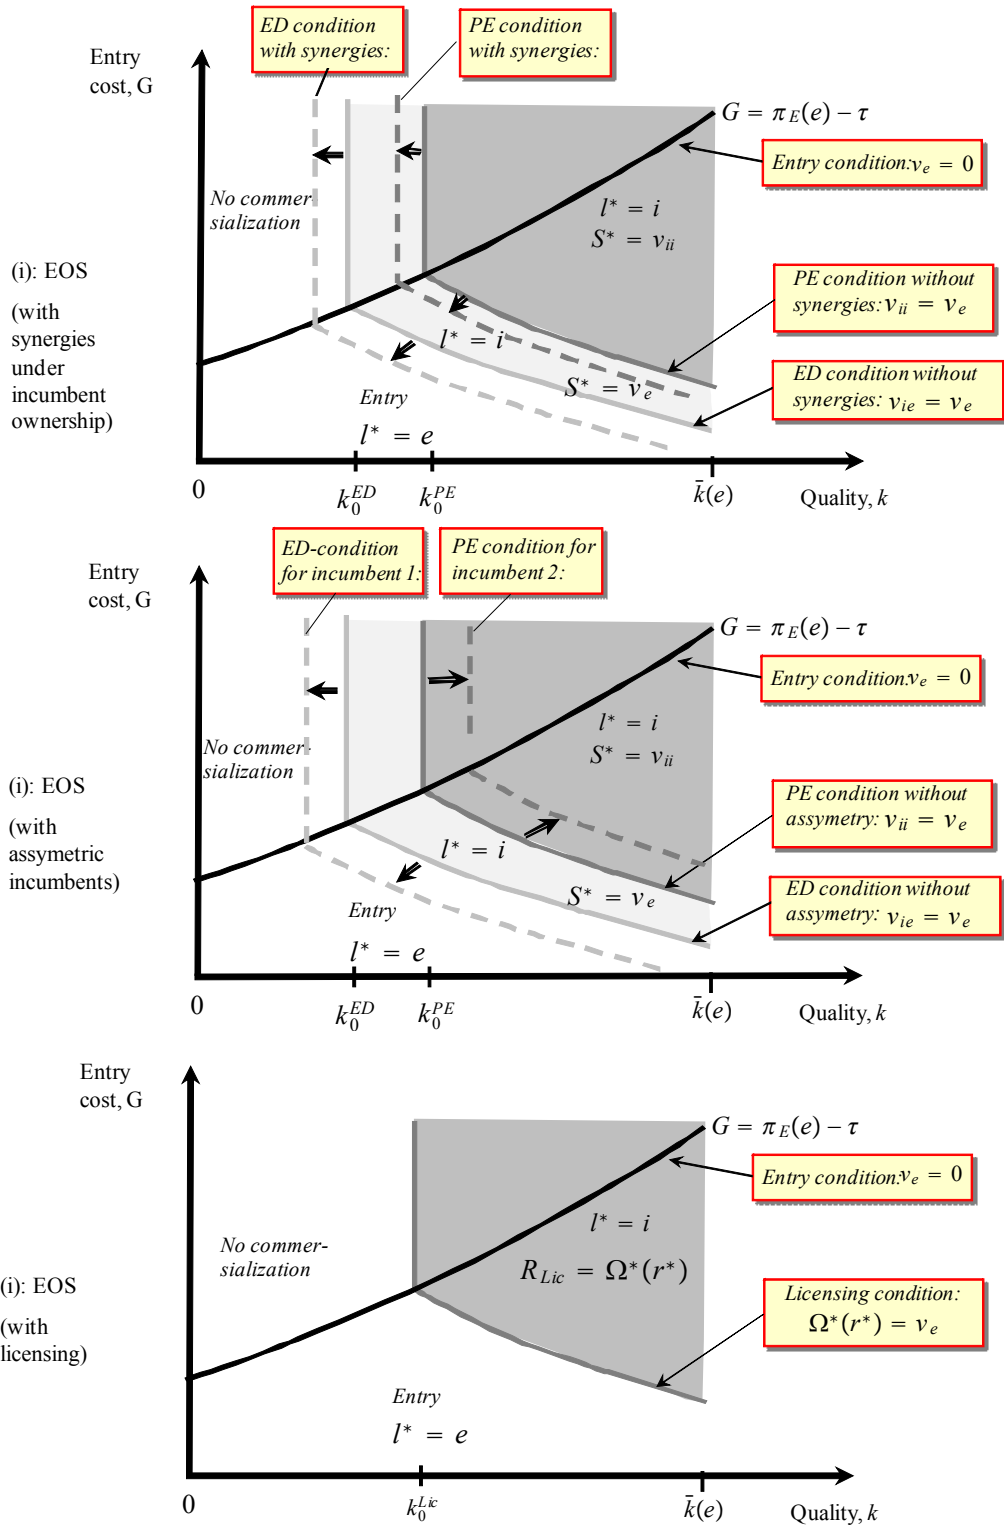 ED condition
with synergies:
PE condition
with synergies:
Entry
cost, G
G = π_E(e) − τ
Entry condition: v_e = 0
No commer-
sialization
l* = i
S* = v_ii
(i): EOS
(with
synergies
under
incumbent
ownership)
PE condition without
synergies: v_ii = v_e
l* = i
S* = v_e
ED condition without
synergies: v_ie = v_e
Entry
l* = e
0
k_0^ED
k_0^PE
k̄(e)
Quality, k
ED-condition
for incumbent 1:
PE condition for
incumbent 2:
Entry
cost, G
G = π_E(e) − τ
Entry condition: v_e = 0
No commer-
sialization
l* = i
S* = v_ii
(i): EOS
(with
assymetric
incumbents)
PE condition without
assymetry: v_ii = v_e
l* = i
S* = v_e
ED condition without
assymetry: v_ie = v_e
Entry
l* = e
0
k_0^ED
k_0^PE
k̄(e)
Quality, k
Entry
cost, G
G = π_E(e) − τ
Entry condition: v_e = 0
l* = i
No commer-
sialization
R_Lic = Ω*(r*)
(i): EOS
(with
licensing)
Licensing condition:
Ω*(r*) = v_e
Entry
l* = e
0
k_0^Lic
k̄(e)
Quality, k